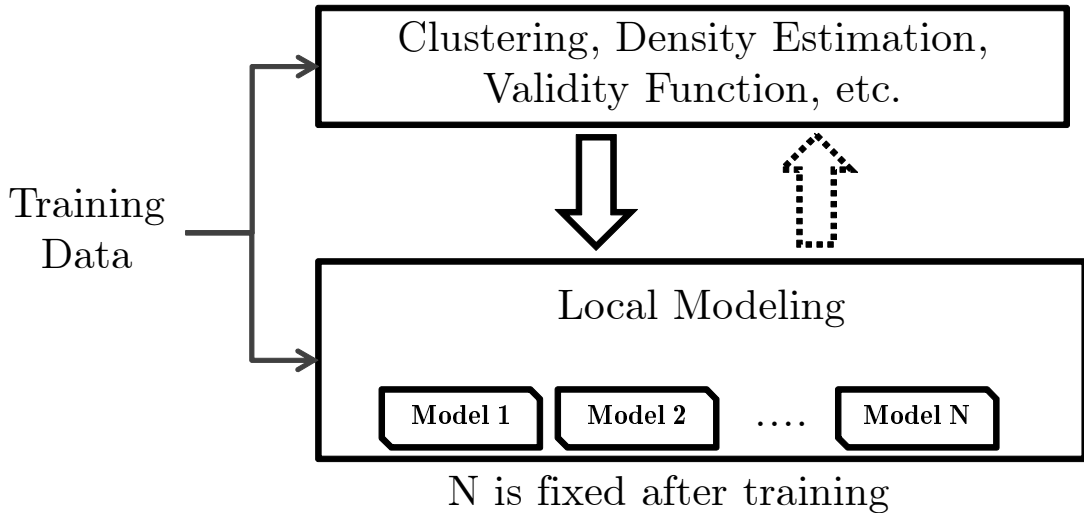 Clustering, Density Estimation,
Validity Function, etc.
Training
Data
Local Modeling
Model 1 Model 2 .... Model N
N is fixed after training